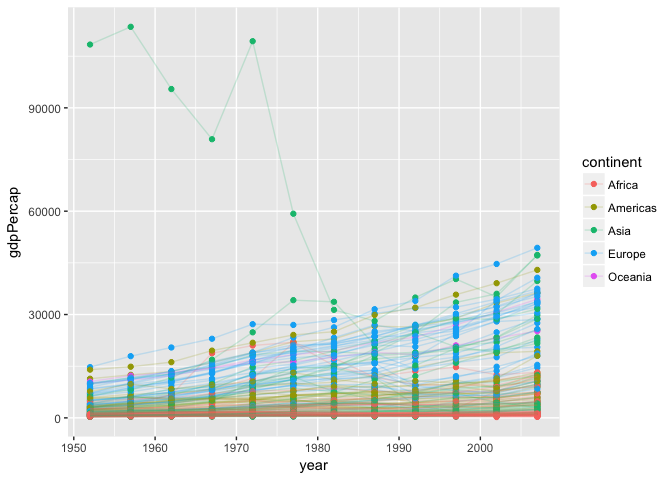 90000
60000
30000
0
gdpPercap
1950
1960
1970
1980
1990
2000
year
continent
Africa
Americas
Asia
Europe
Oceania